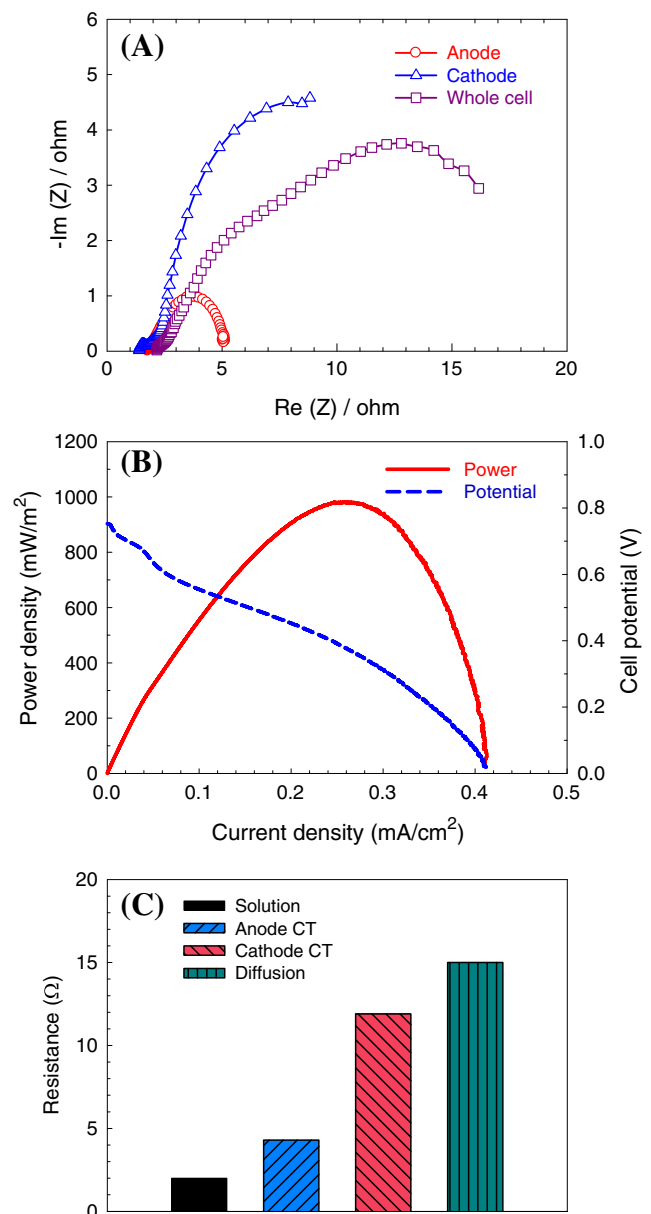 (A)
Anode
Cathode
Whole cell
6
5
4
3
2
1
0
-Im (Z) / ohm
0 5 10 15 20
Re (Z) / ohm
(B)
Power
Potential
1200
1000
800
600
400
200
0
Power density (mW/m²)
1.0
0.8
0.6
0.4
0.2
0.0
Cell potential (V)
0.0 0.1 0.2 0.3 0.4 0.5
Current density (mA/cm²)
(C)
Solution
Anode CT
Cathode CT
Diffusion
20
15
10
5
0
Resistance (Ω)